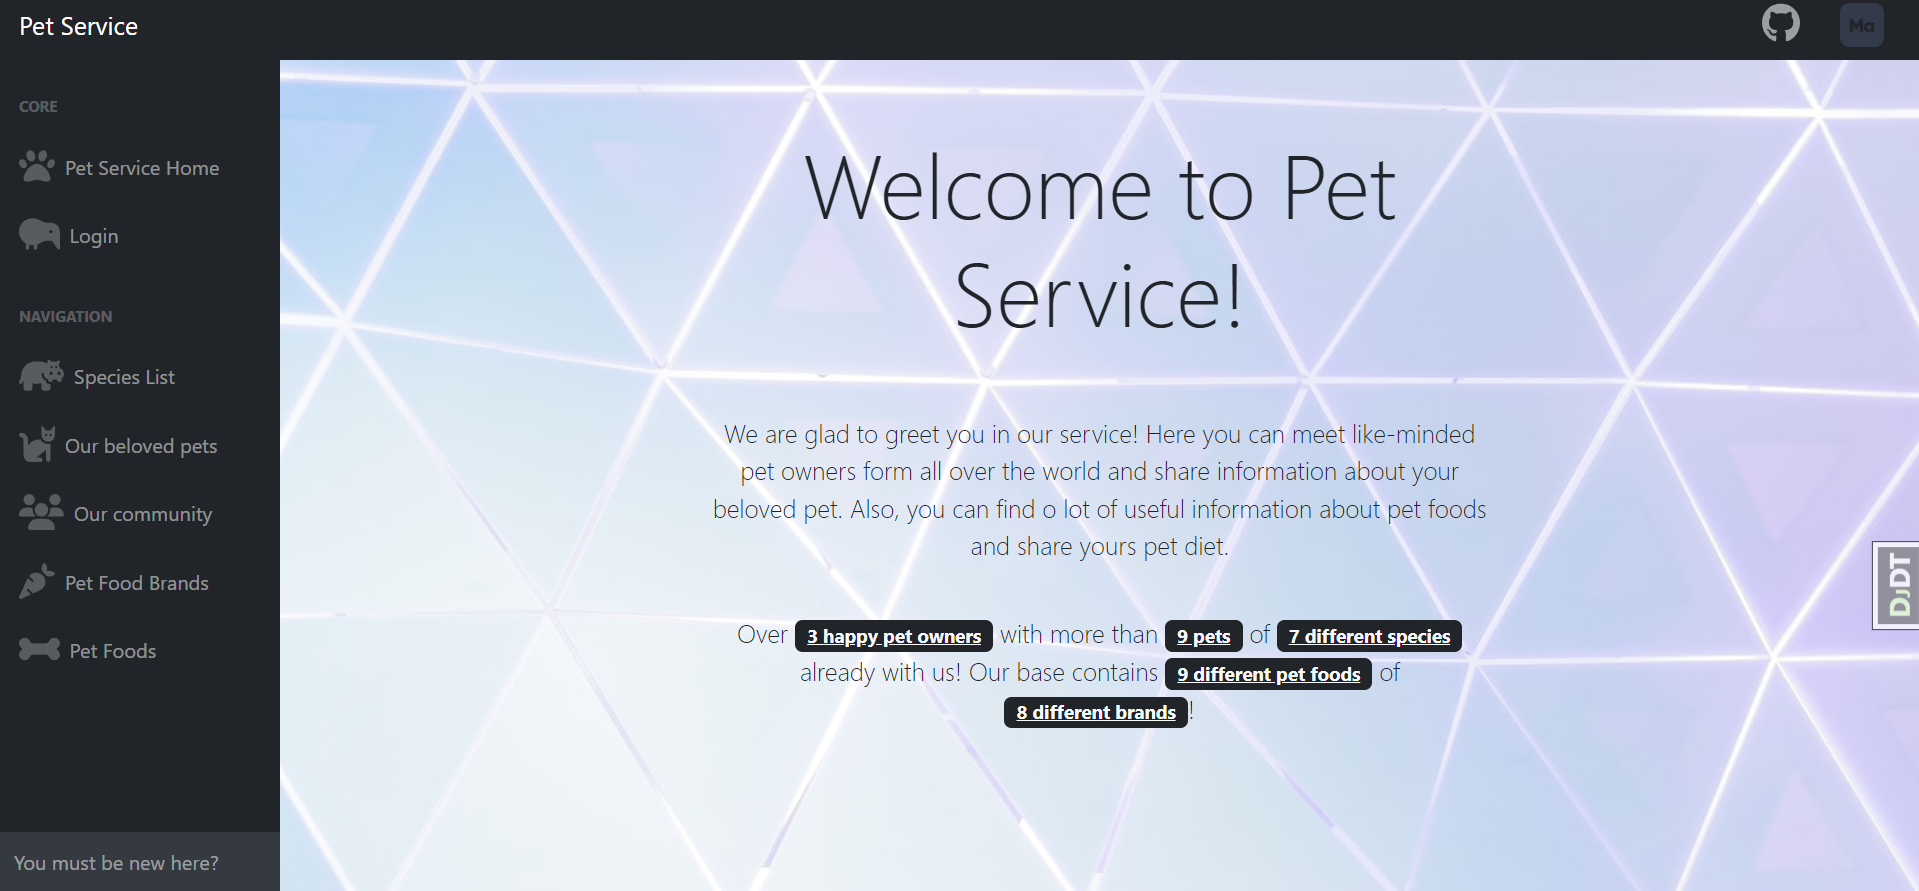 Pet Service
Ma
CORE
Pet Service Home
Login
NAVIGATION
Species List
Our beloved pets
Our community
Pet Food Brands
Pet Foods
You must be new here?
Welcome to Pet
Service!
We are glad to greet you in our service! Here you can meet like-minded
pet owners form all over the world and share information about your
beloved pet. Also, you can find o lot of useful information about pet foods
and share yours pet diet.
Over 3 happy pet owners with more than 9 pets of 7 different species
already with us! Our base contains 9 different pet foods of
8 different brands!
DJDT